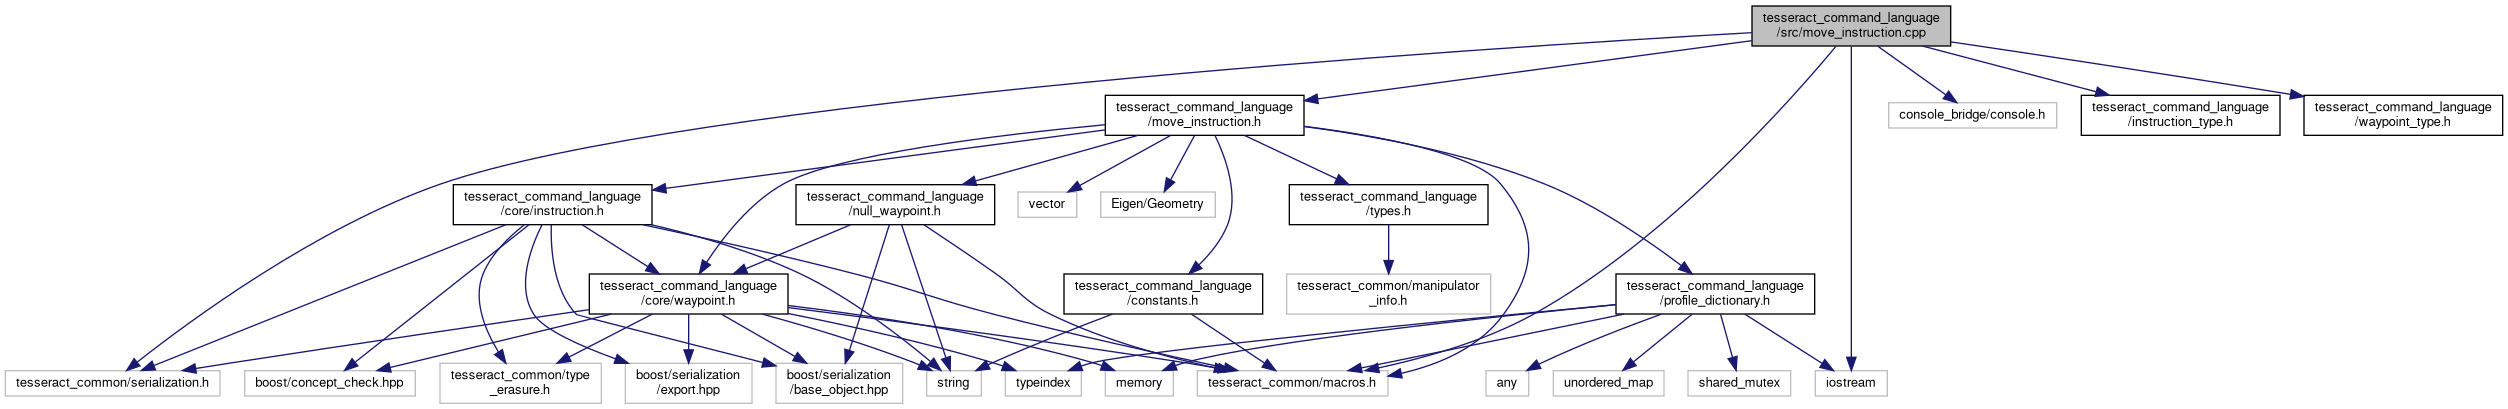 tesseract_command_language
/src/move_instruction.cpp
tesseract_command_language
/move_instruction.h
console_bridge/console.h
tesseract_command_language
/instruction_type.h
tesseract_command_language
/waypoint_type.h
tesseract_command_language
/core/instruction.h
tesseract_command_language
/null_waypoint.h
vector
Eigen/Geometry
tesseract_command_language
/types.h
tesseract_command_language
/core/waypoint.h
tesseract_command_language
/constants.h
tesseract_common/manipulator
_info.h
tesseract_command_language
/profile_dictionary.h
tesseract_common/serialization.h
boost/concept_check.hpp
tesseract_common/type
_erasure.h
boost/serialization
/export.hpp
boost/serialization
/base_object.hpp
string
typeindex
memory
tesseract_common/macros.h
any
unordered_map
shared_mutex
iostream